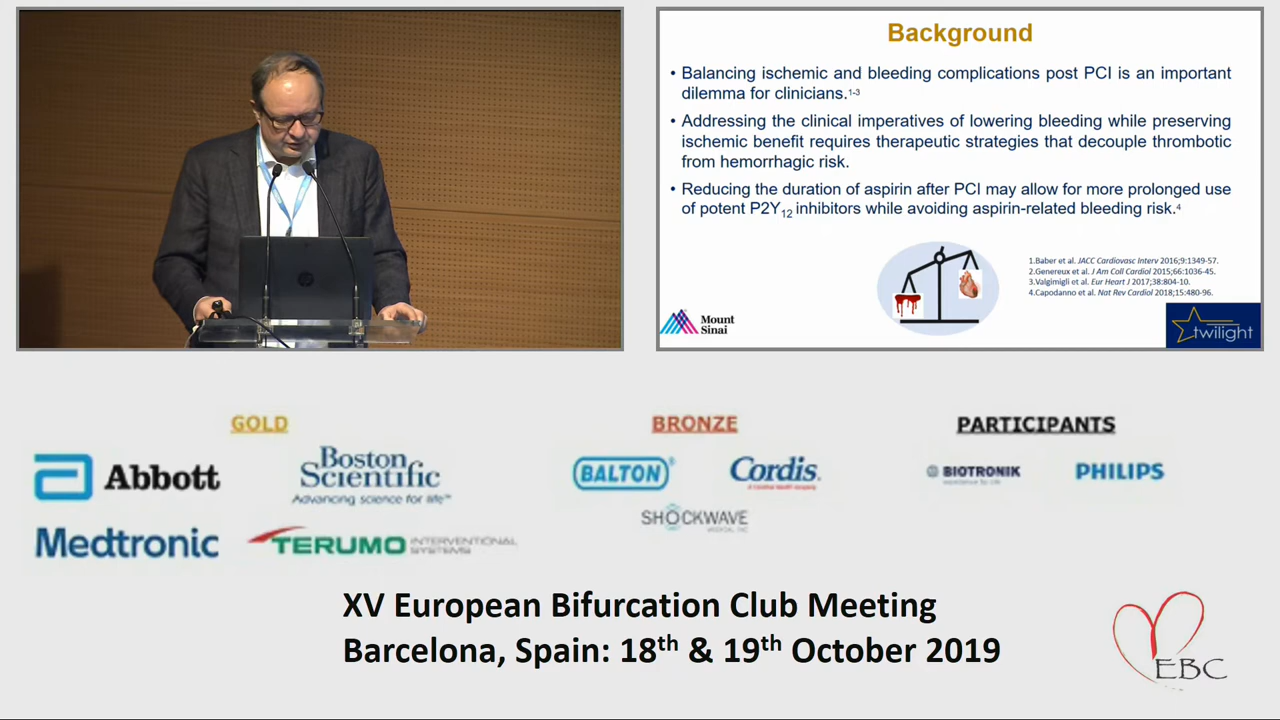 Background
• Balancing ischemic and bleeding complications post PCI is an important
dilemma for clinicians.1-3
• Addressing the clinical imperatives of lowering bleeding while preserving
ischemic benefit requires therapeutic strategies that decouple thrombotic
from hemorrhagic risk.
• Reducing the duration of aspirin after PCI may allow for more prolonged use
of potent P2Y12 inhibitors while avoiding aspirin-related bleeding risk.4
1.Baber et al. JACC Cardiovasc Interv 2016;9:1349-57.
2.Genereux et al. J Am Coll Cardiol 2015;66:1036-45.
3.Valgimigli et al. Eur Heart J 2017;38:804-10.
4.Capodanno et al. Nat Rev Cardiol 2018;15:480-96.
Mount
Sinai
twilight
GOLD
Abbott
Boston
Scientific
Advancing science for life™
Medtronic
TERUMO INTERVENTIONAL
SYSTEMS
BRONZE
BALTON®
Cordis.
SHOCKWAVE
PARTICIPANTS
BIOTRONIK
excellence for life
PHILIPS
XV European Bifurcation Club Meeting
Barcelona, Spain: 18th & 19th October 2019
EBC